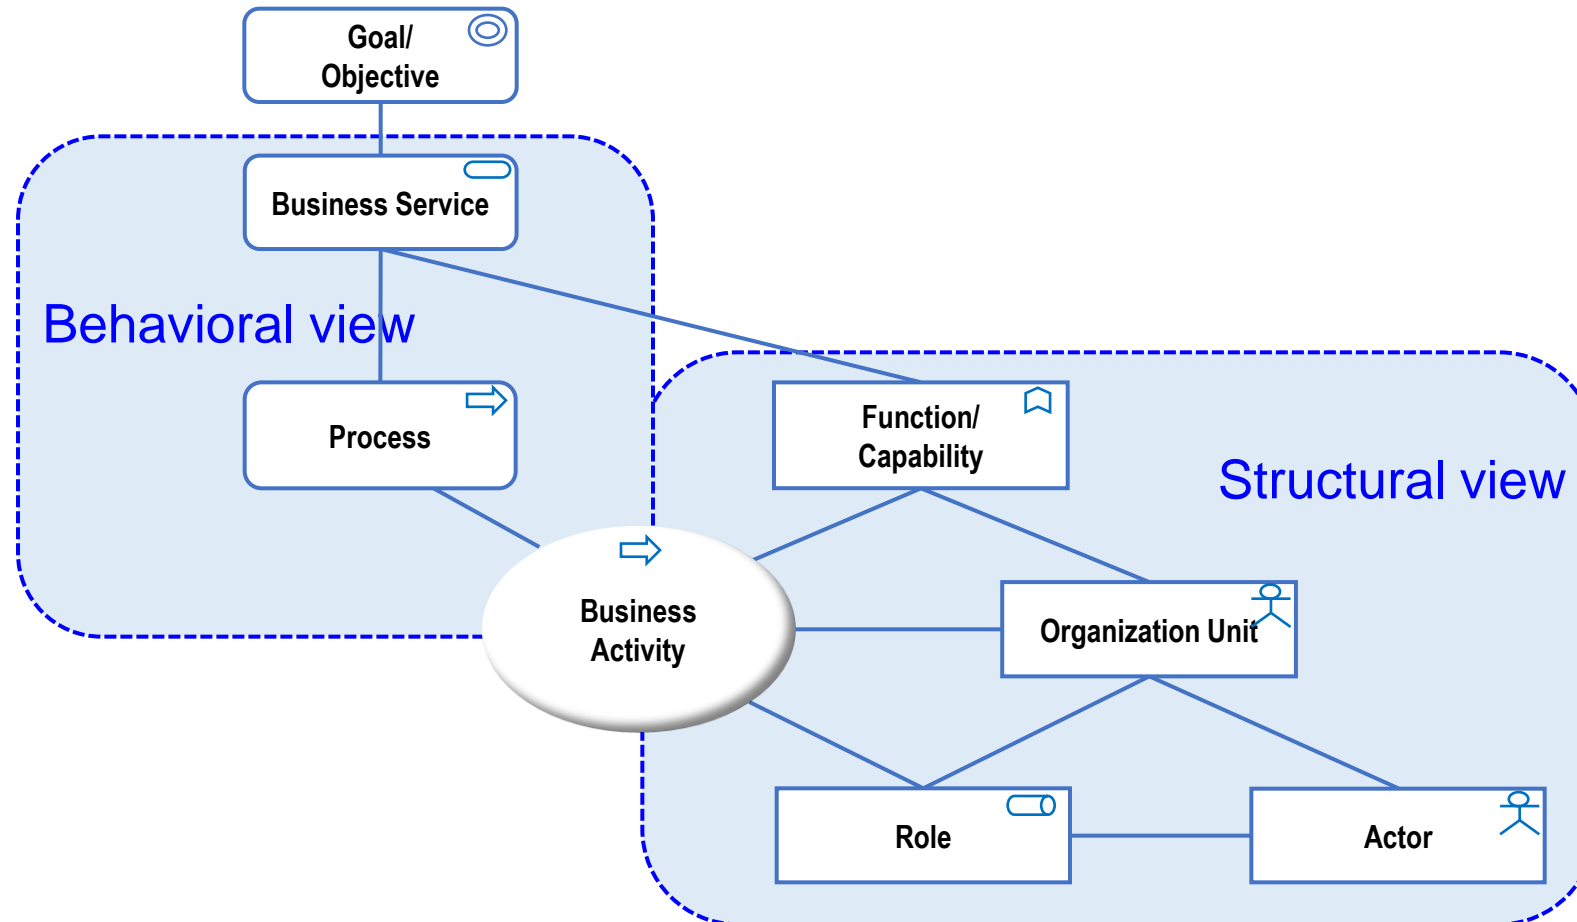 Goal/
Objective
Business Service
Behavioral view
Process
Function/
Capability
Structural view
Business
Activity
Organization Unit
Role
Actor